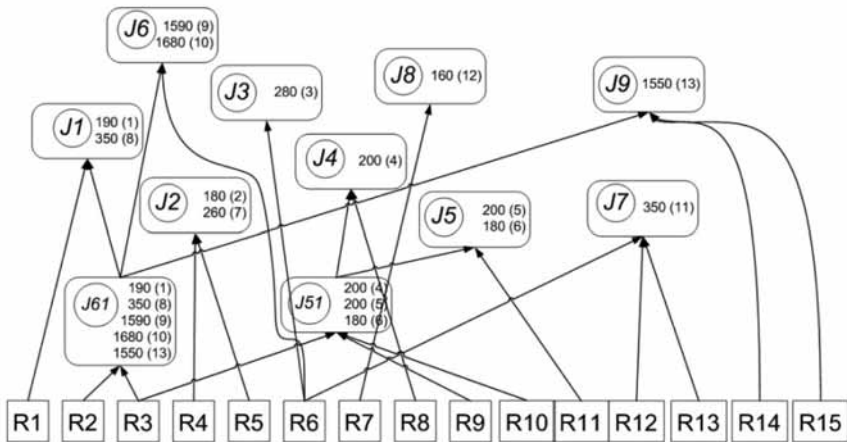 J6 1590 (9)
1680 (10)
J3 280 (3)
J8 160 (12)
J9 1550 (13)
J1 190 (1)
350 (8)
J4 200 (4)
J2 180 (2)
260 (7)
J5 200 (5)
180 (6)
J7 350 (11)
J61 190 (1)
350 (8)
1590 (9)
1680 (10)
1550 (13)
J51 200 (4)
200 (5)
180 (6)
R1 R2 R3 R4 R5 R6 R7 R8 R9 R10 R11 R12 R13 R14 R15